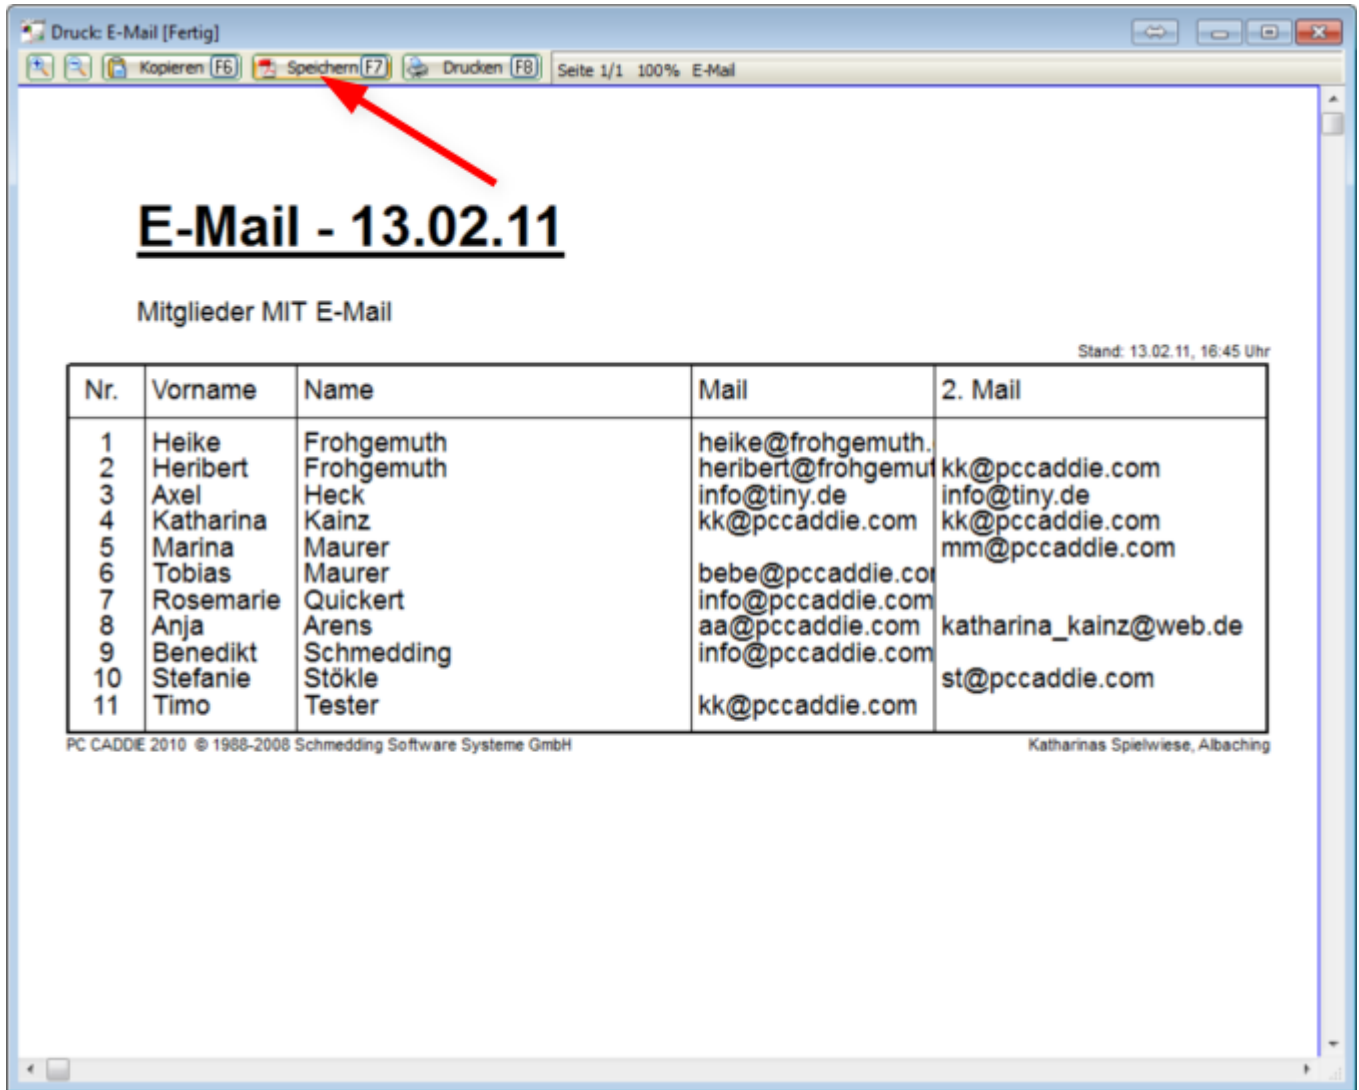 Druck: E-Mail [Fertig]
Kopieren F6 Speichern F7 Drucken F8 Seite 1/1 100% E-Mail
E-Mail - 13.02.11
Mitglieder MIT E-Mail
Stand: 13.02.11, 16:45 Uhr
Nr. Vorname Name Mail 2. Mail
1 Heike Frohgemuth heike@frohgemuth.
2 Heribert Frohgemuth heribert@frohgemut kk@pccaddie.com
3 Axel Heck info@tiny.de info@tiny.de
4 Katharina Kainz kk@pccaddie.com kk@pccaddie.com
5 Marina Maurer mm@pccaddie.com
6 Tobias Maurer bebe@pccaddie.co
7 Rosemarie Quickert info@pccaddie.com
8 Anja Arens aa@pccaddie.com katharina_kainz@web.de
9 Benedikt Schmedding info@pccaddie.com
10 Stefanie Stökle st@pccaddie.com
11 Timo Tester kk@pccaddie.com
PC CADDIE 2010 © 1988-2008 Schmedding Software Systeme GmbH Katharinas Spielwiese, Albaching